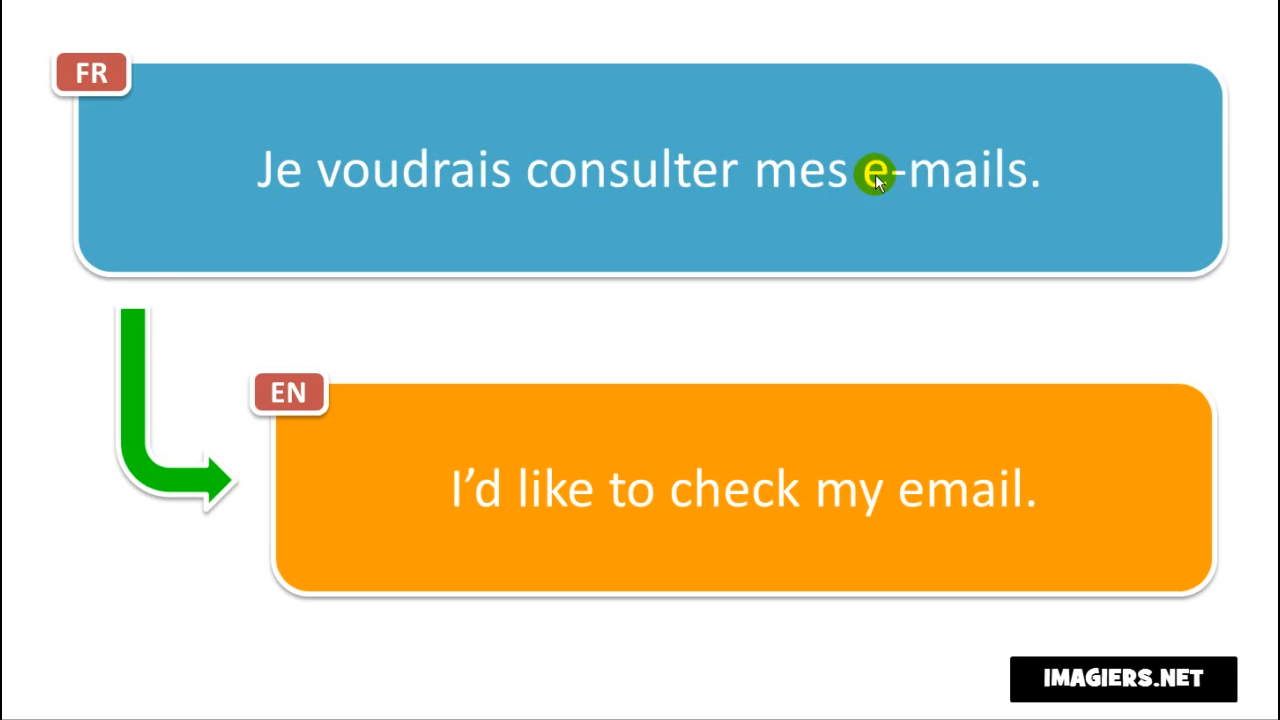 FR
Je voudrais consulter mes e-mails.
EN
I’d like to check my email.
IMAGIERS.NET